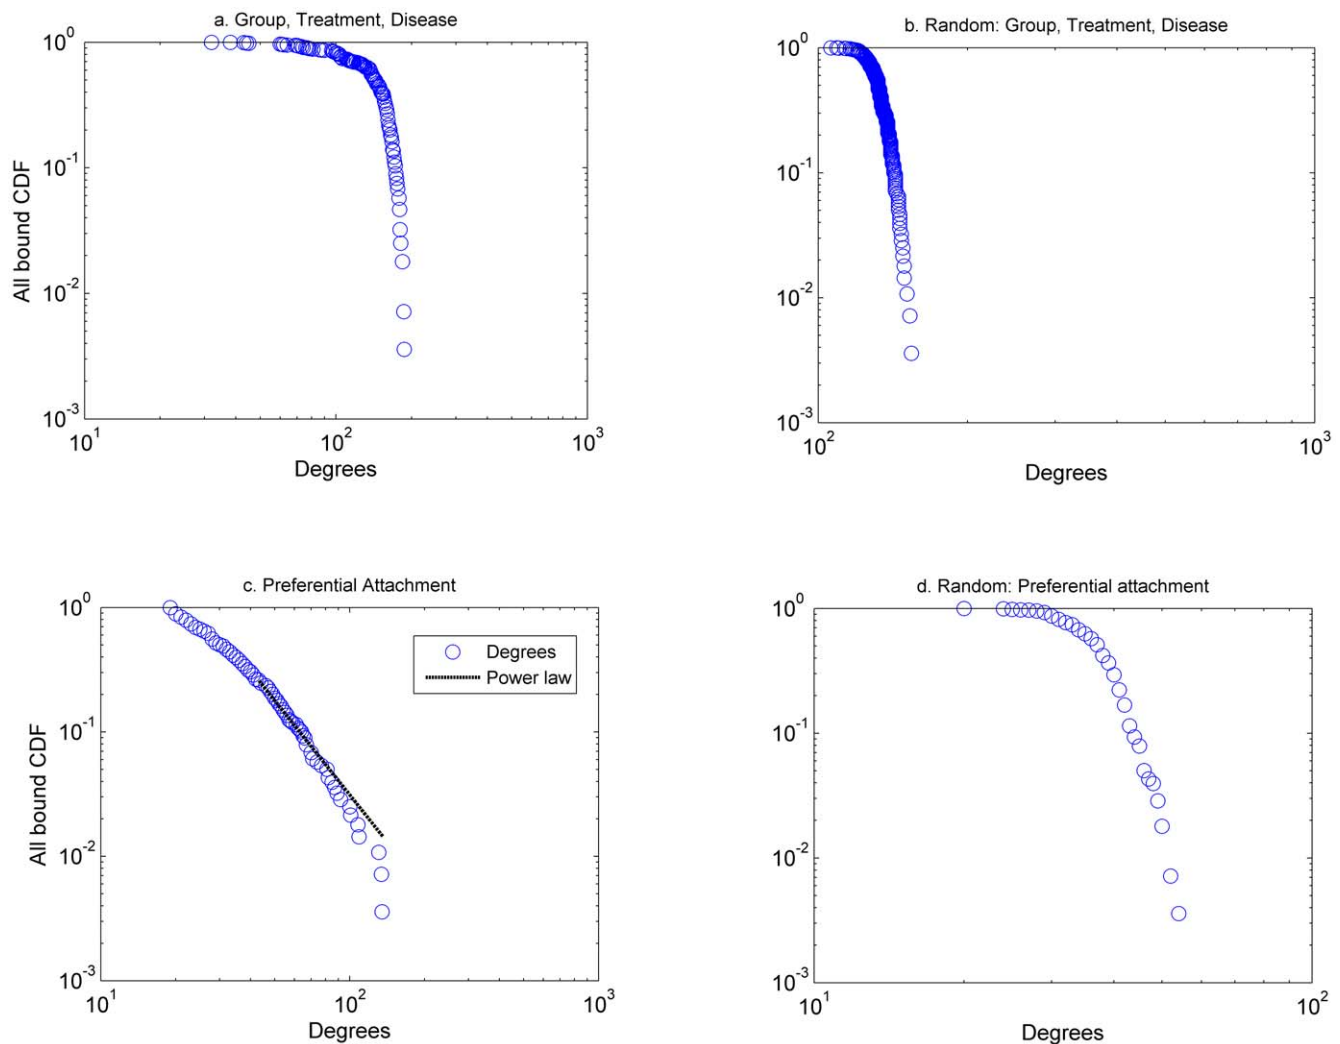 a. Group, Treatment, Disease
10^0
10^-1
10^-2
10^-3
All bound CDF
10^1
10^2
10^3
Degrees
b. Random: Group, Treatment, Disease
10^0
10^-1
10^-2
10^-3
10^2
10^3
Degrees
c. Preferential Attachment
10^0
10^-1
10^-2
10^-3
All bound CDF
Degrees
Power law
10^1
10^2
10^3
Degrees
d. Random: Preferential attachment
10^0
10^-1
10^-2
10^-3
10^1
10^2
Degrees